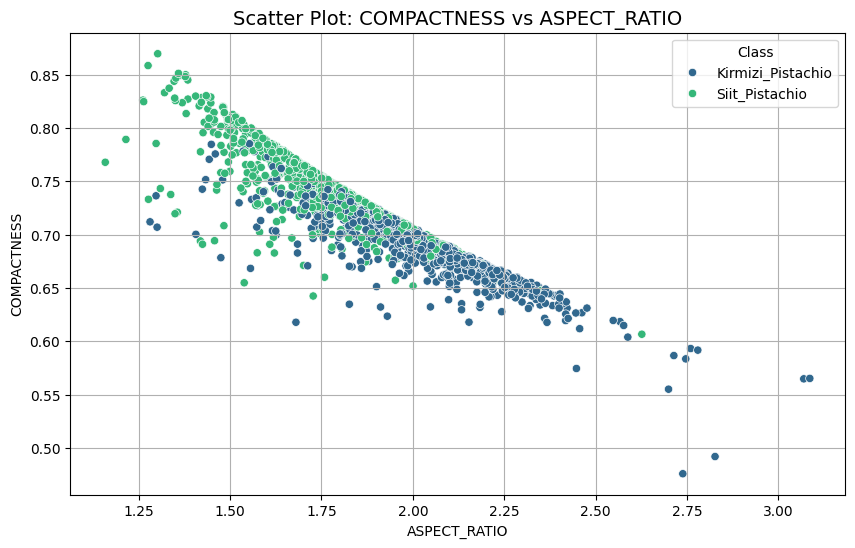 Scatter Plot: COMPACTNESS vs ASPECT_RATIO
Class
Kirmizi_Pistachio
Siit_Pistachio
COMPACTNESS
0.85
0.80
0.75
0.70
0.65
0.60
0.55
0.50
1.25 1.50 1.75 2.00 2.25 2.50 2.75 3.00
ASPECT_RATIO